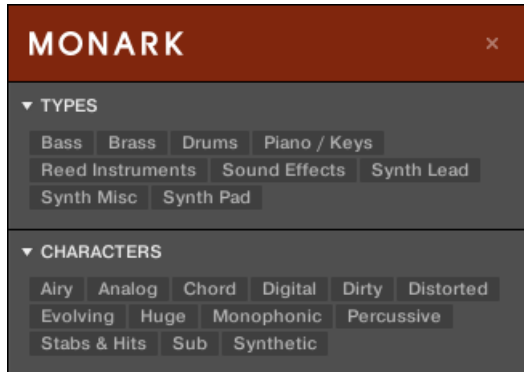 MONARK ×
▼ TYPES
Bass Brass Drums Piano / Keys
Reed Instruments Sound Effects Synth Lead
Synth Misc Synth Pad
▼ CHARACTERS
Airy Analog Chord Digital Dirty Distorted
Evolving Huge Monophonic Percussive
Stabs & Hits Sub Synthetic